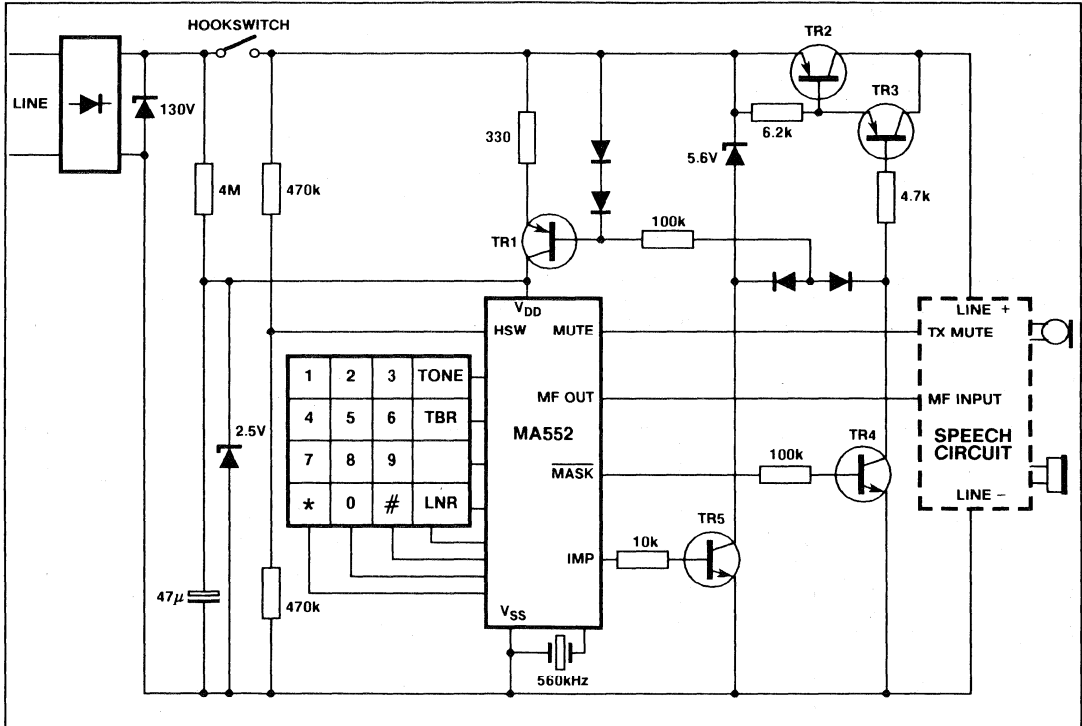 HOOKSWITCH
TR2
LINE
130V
TR3
6.2k
330
5.6V
4M
470k
4.7k
100k
TR1
VDD
LINE +
HSW
MUTE
TX MUTE
1 2 3 TONE
MF OUT
MF INPUT
4 5 6 TBR
MA552
SPEECH
CIRCUIT
2.5V
TR4
7 8 9
100k
MASK
* 0 # LNR
LINE –
TR5
10k
IMP
47μ
470k
VSS
560kHz